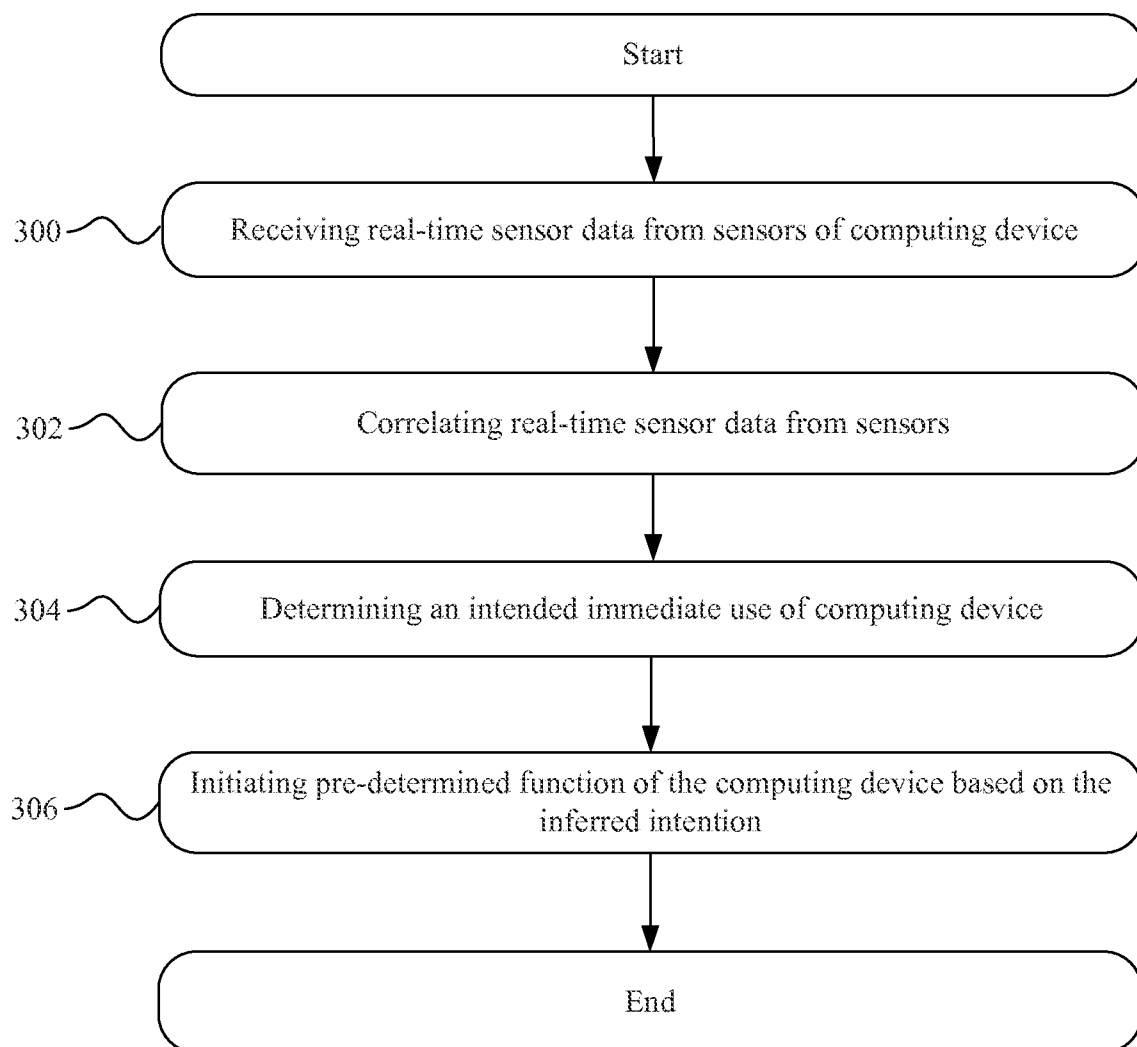 Start
300
Receiving real-time sensor data from sensors of computing device
302
Correlating real-time sensor data from sensors
304
Determining an intended immediate use of computing device
306
Initiating pre-determined function of the computing device based on the
inferred intention
End